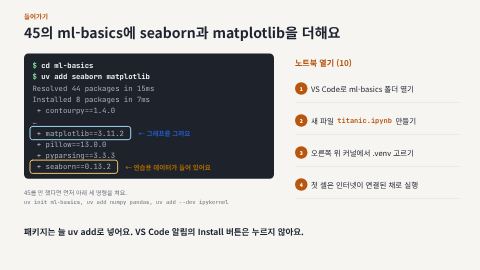 들어가기
45의 ml-basics에 seaborn과 matplotlib을 더해요
$ cd ml-basics
$ uv add seaborn matplotlib
Resolved 44 packages in 15ms
Installed 8 packages in 7ms
+ contourpy==1.4.0
…
+ matplotlib==3.11.2 ← 그래프를 그려요
+ pillow==13.0.0
+ pyparsing==3.3.3
+ seaborn==0.13.2 ← 연습용 데이터가 들어 있어요
45를 안 했다면 먼저 아래 세 명령을 쳐요.
uv init ml-basics, uv add numpy pandas, uv add --dev ipykernel
노트북 열기 (10)
1 VS Code로 ml-basics 폴더 열기
2 새 파일 titanic.ipynb 만들기
3 오른쪽 위 커널에서 .venv 고르기
4 첫 셀은 인터넷이 연결된 채로 실행
패키지는 늘 uv add로 넣어요. VS Code 알림의 Install 버튼은 누르지 않아요.